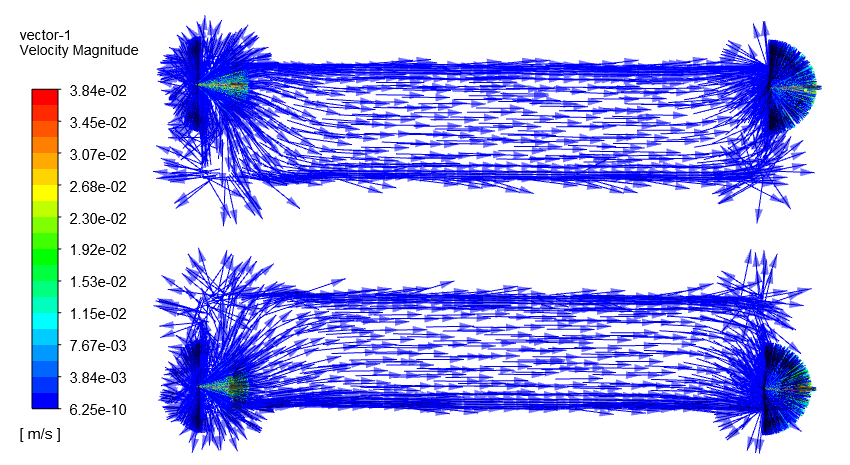 vector-1
Velocity Magnitude
3.84e-02
3.45e-02
3.07e-02
2.68e-02
2.30e-02
1.92e-02
1.53e-02
1.15e-02
7.67e-03
3.84e-03
6.25e-10
[ m/s ]